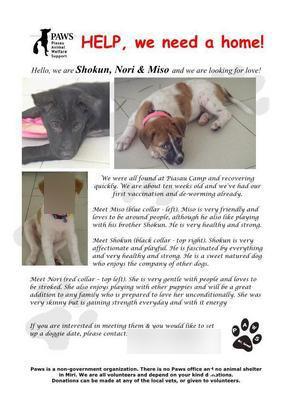 PAWS
Piasau
Animal
Welfare
Support
HELP, we need a home!
Hello, we are Shokun, Nori & Miso and we are looking for love!
We were all found at Piasau Camp and recovering
quickly. We are about ten weeks old and we've had our
first vaccination and de-worming already.
Meet Miso (blue collar - left). Miso is very friendly and
loves to be around people, although he also like playing
with his brother Shokun. He is very healthy and strong.
Meet Shokun (black collar - top right). Shokun is very
affectionate and playful. He is fascinated by everything
and very healthy and strong. He is a sweet natured dog
who enjoys the company of other dogs.
Meet Nori (red collar - top left). She is very gentle with people and loves to
be stroked. She also enjoys playing with other puppies and will be a great
addition to any family who is prepared to love her unconditionally. She was
very skinny but is gaining strength everyday and with it energy
If you are interested in meeting them & you would like to set
up a doggie date, please contact
PAWS
Paws is a non-government organization. There is no Paws office and no animal shelter
in Miri. We are all volunteers and depend on your kind donations.
Donations can be made at any of the local vets, or given to volunteers.